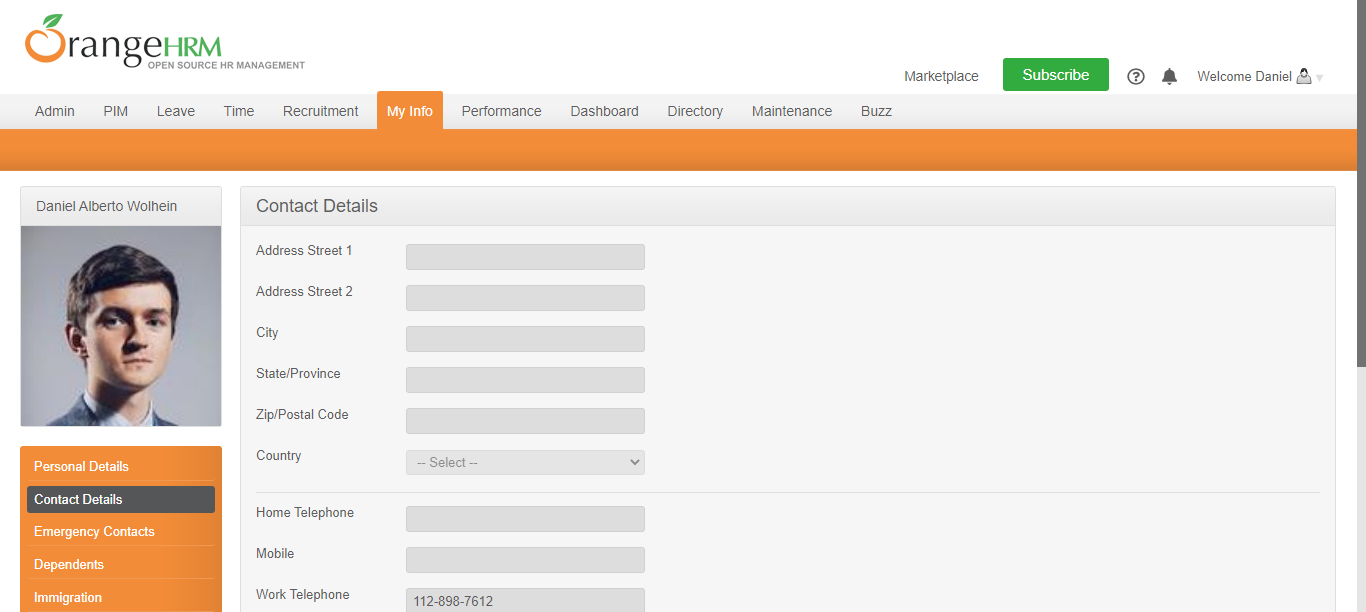 OrangeHRM
OPEN SOURCE HR MANAGEMENT
Marketplace
Subscribe
?
Welcome Daniel
Admin PIM Leave Time Recruitment My Info Performance Dashboard Directory Maintenance Buzz
Daniel Alberto Wolhein
Personal Details
Contact Details
Emergency Contacts
Dependents
Immigration
Contact Details
Address Street 1
Address Street 2
City
State/Province
Zip/Postal Code
Country
-- Select --
Home Telephone
Mobile
Work Telephone
112-898-7612